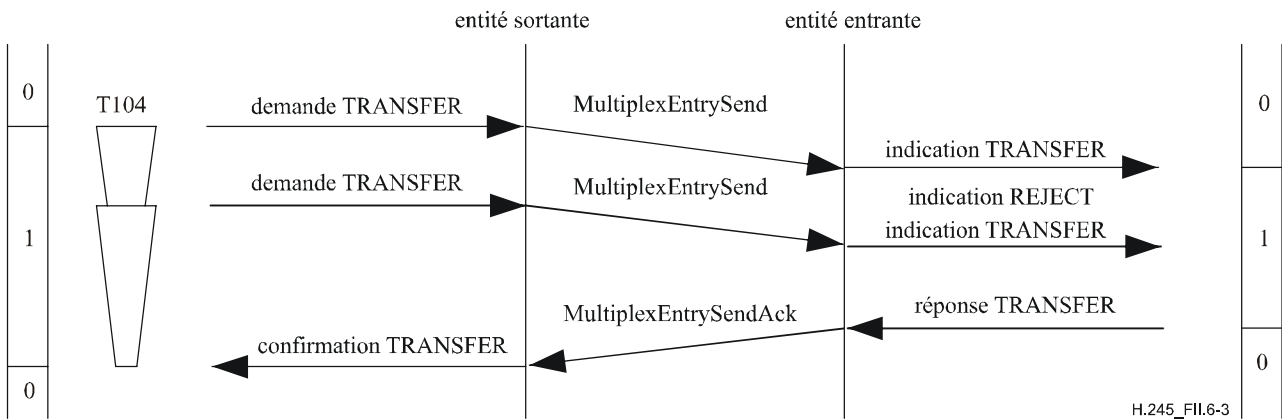 entité sortante
entité entrante
0
T104
demande TRANSFER
MultiplexEntrySend
0
indication TRANSFER
demande TRANSFER
MultiplexEntrySend
indication REJECT
1
indication TRANSFER
1
MultiplexEntrySendAck
réponse TRANSFER
confirmation TRANSFER
0
0
H.245_FII.6-3